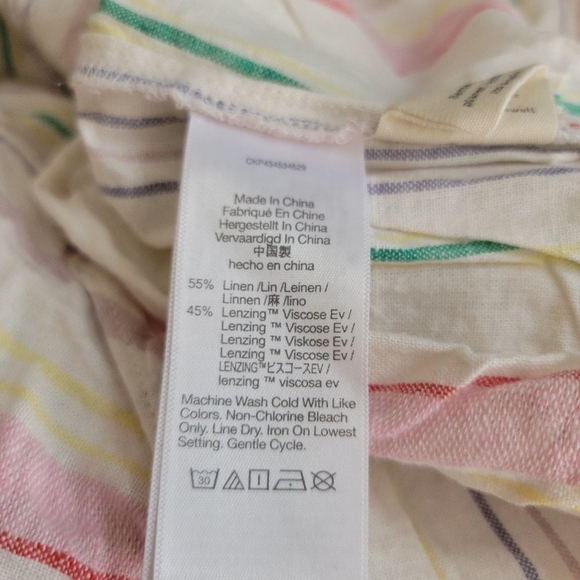 CKP454534629
Made In China
Fabriqué En Chine
Hergestellt In China
Vervaardigd In China
中国製
hecho en china
55% Linen /Lin /Leinen /
Linnen /麻 /lino
45% Lenzing™ Viscose Ev /
Lenzing ™ Viscose Ev /
Lenzing ™ Viskose Ev /
Lenzing ™ Viscose Ev /
LENZING™ビスコースEV /
lenzing ™ viscosa ev
Machine Wash Cold With Like
Colors. Non-Chlorine Bleach
Only. Line Dry. Iron On Lowest
Setting. Gentle Cycle.
30